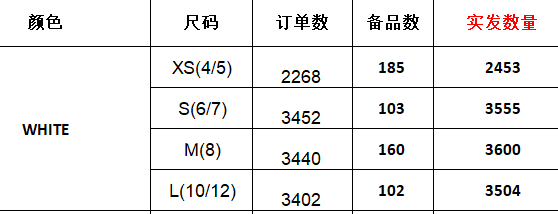 颜色 尺码 订单数 备品数 实发数量
XS(4/5) 2268 185 2453
S(6/7) 3452 103 3555
WHITE
M(8) 3440 160 3600
L(10/12) 3402 102 3504